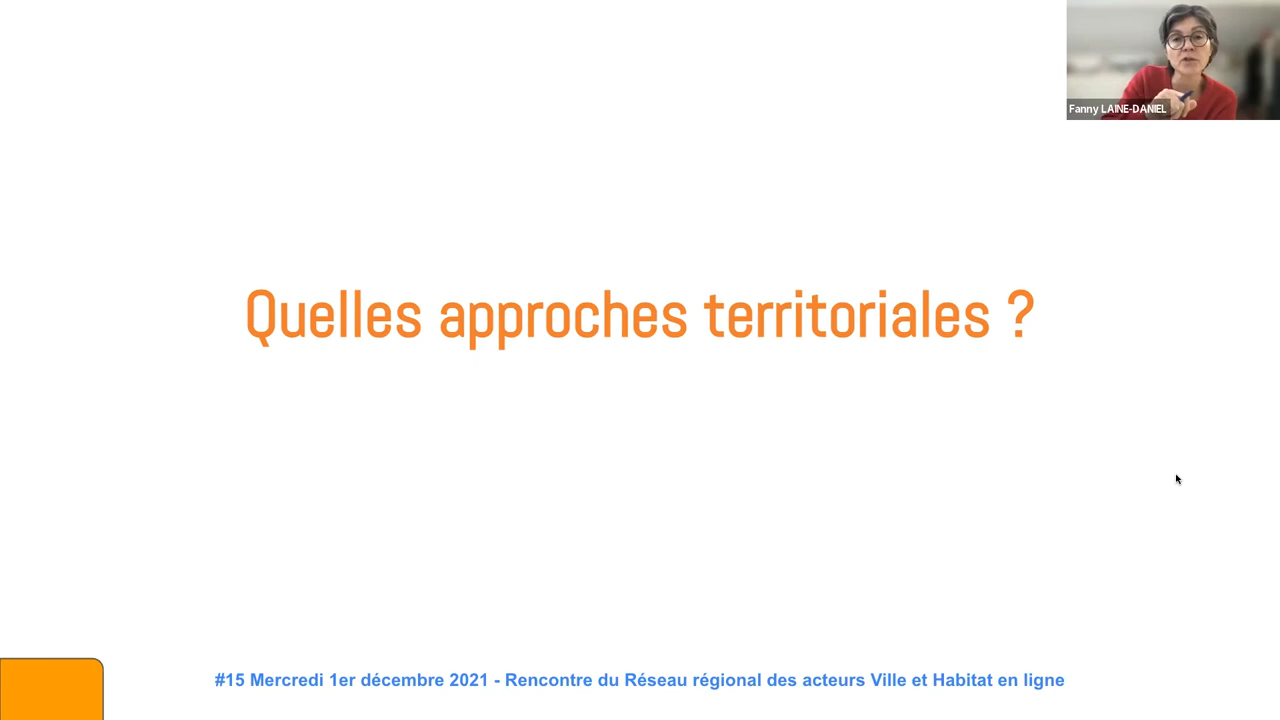 Fanny LAINE-DANIEL
Quelles approches territoriales ?
#15 Mercredi 1er décembre 2021 - Rencontre du Réseau régional des acteurs Ville et Habitat en ligne